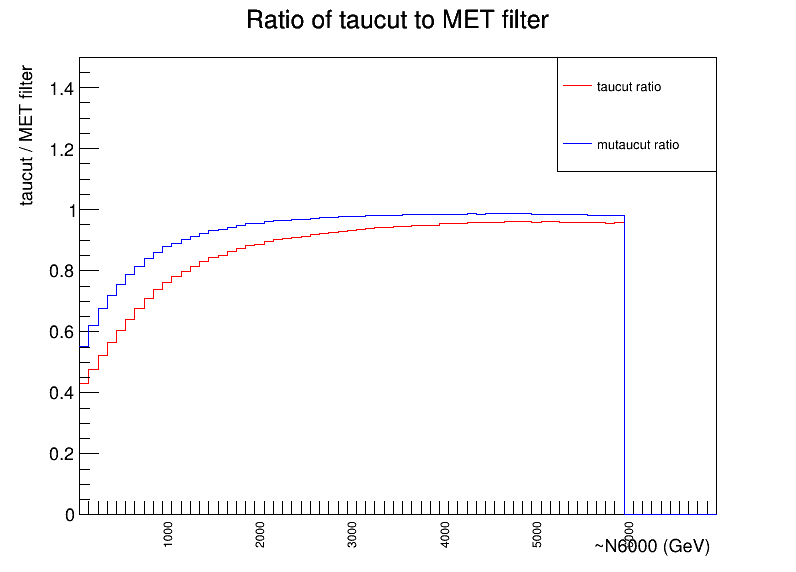 Ratio of taucut to MET filter
taucut / MET filter
taucut ratio
mutaucut ratio
1.4
1.2
1
0.8
0.6
0.4
0.2
0
1000
2000
3000
4000
5000
6000
~N6000 (GeV)